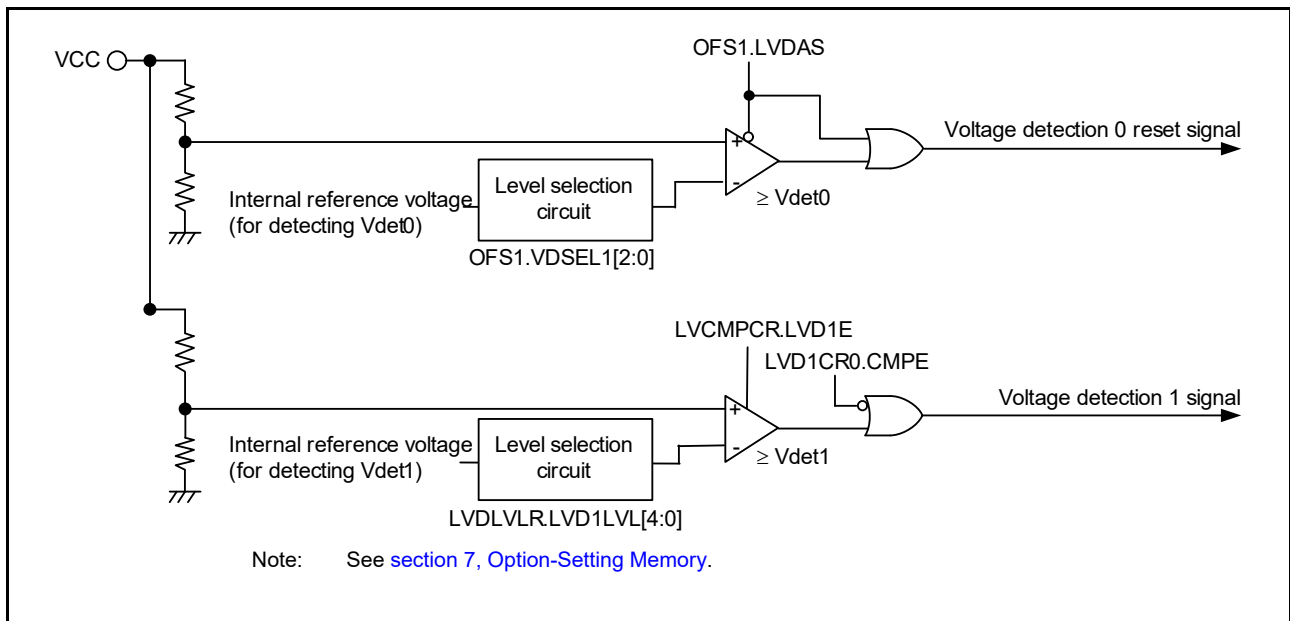 OFS1.LVDAS
VCC
Voltage detection 0 reset signal
+
-
Level selection
circuit
Internal reference voltage
(for detecting Vdet0)
≥ Vdet0
OFS1.VDSEL1[2:0]
LVCMPCR.LVD1E
LVD1CR0.CMPE
Voltage detection 1 signal
+
-
Level selection
circuit
Internal reference voltage
(for detecting Vdet1)
≥ Vdet1
LVDLVLR.LVD1LVL[4:0]
Note: See section 7, Option-Setting Memory.